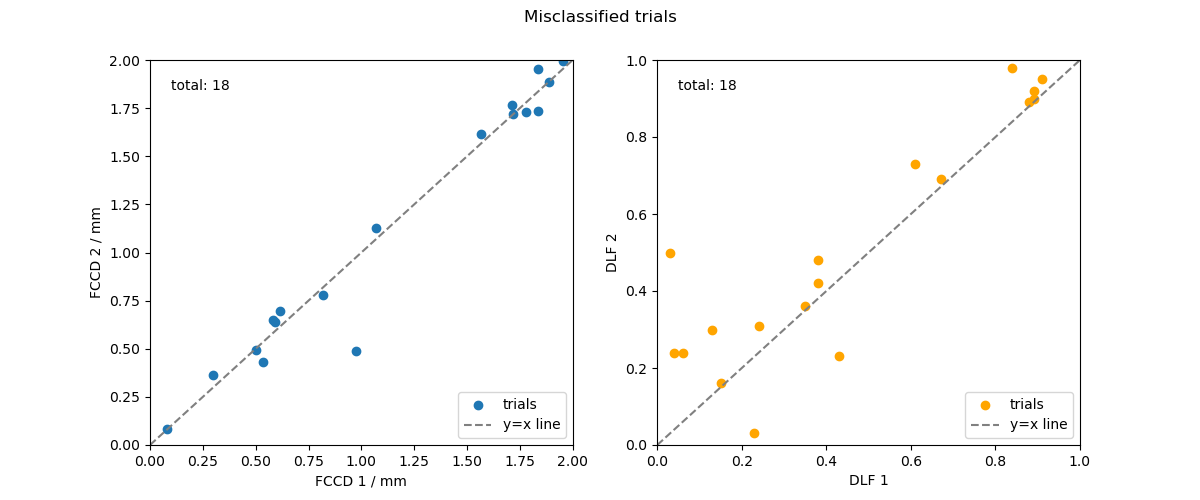 Misclassified trials
2.00
1.75
1.50
1.25
1.00
0.75
0.50
0.25
0.00
FCCD 2 / mm
total: 18
trials
y=x line
0.00 0.25 0.50 0.75 1.00 1.25 1.50 1.75 2.00
FCCD 1 / mm
1.0
0.8
0.6
0.4
0.2
0.0
DLF 2
total: 18
trials
y=x line
0.0 0.2 0.4 0.6 0.8 1.0
DLF 1